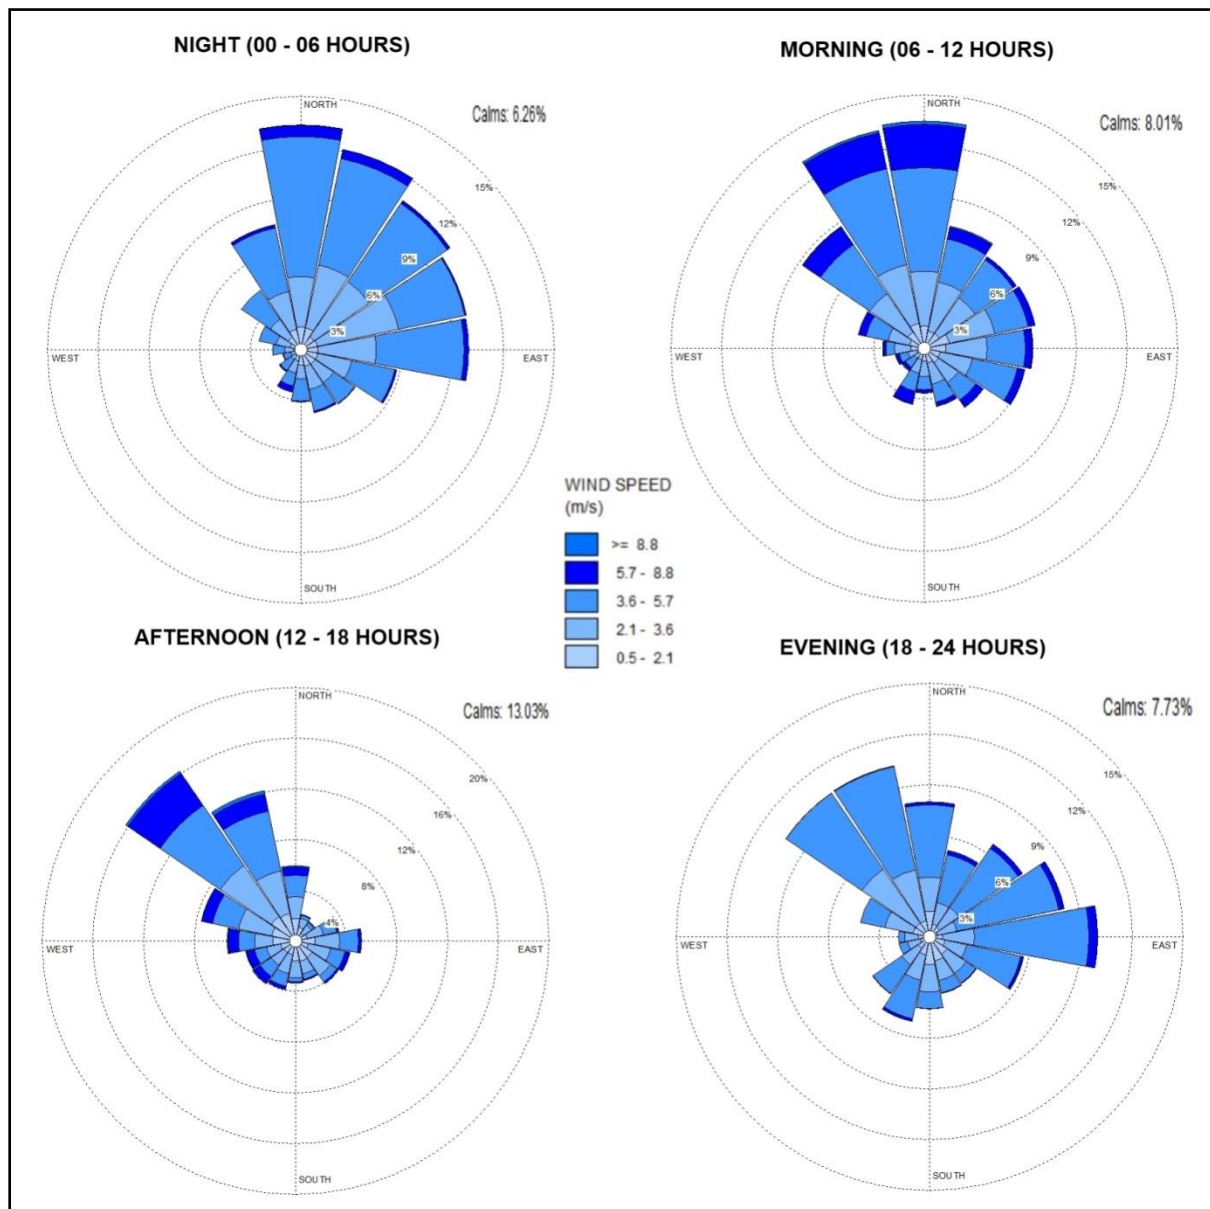 NIGHT (00 - 06 HOURS)
NORTH
Calms: 6.26%
15%
12%
9%
6%
3%
WEST
EAST
SOUTH
MORNING (06 - 12 HOURS)
NORTH
Calms: 8.01%
15%
12%
9%
6%
3%
WEST
EAST
SOUTH
WIND SPEED
(m/s)
>= 8.8
5.7 - 8.8
3.6 - 5.7
2.1 - 3.6
0.5 - 2.1
AFTERNOON (12 - 18 HOURS)
NORTH
Calms: 13.03%
20%
16%
12%
8%
4%
WEST
EAST
SOUTH
EVENING (18 - 24 HOURS)
NORTH
Calms: 7.73%
15%
12%
9%
6%
3%
WEST
EAST
SOUTH